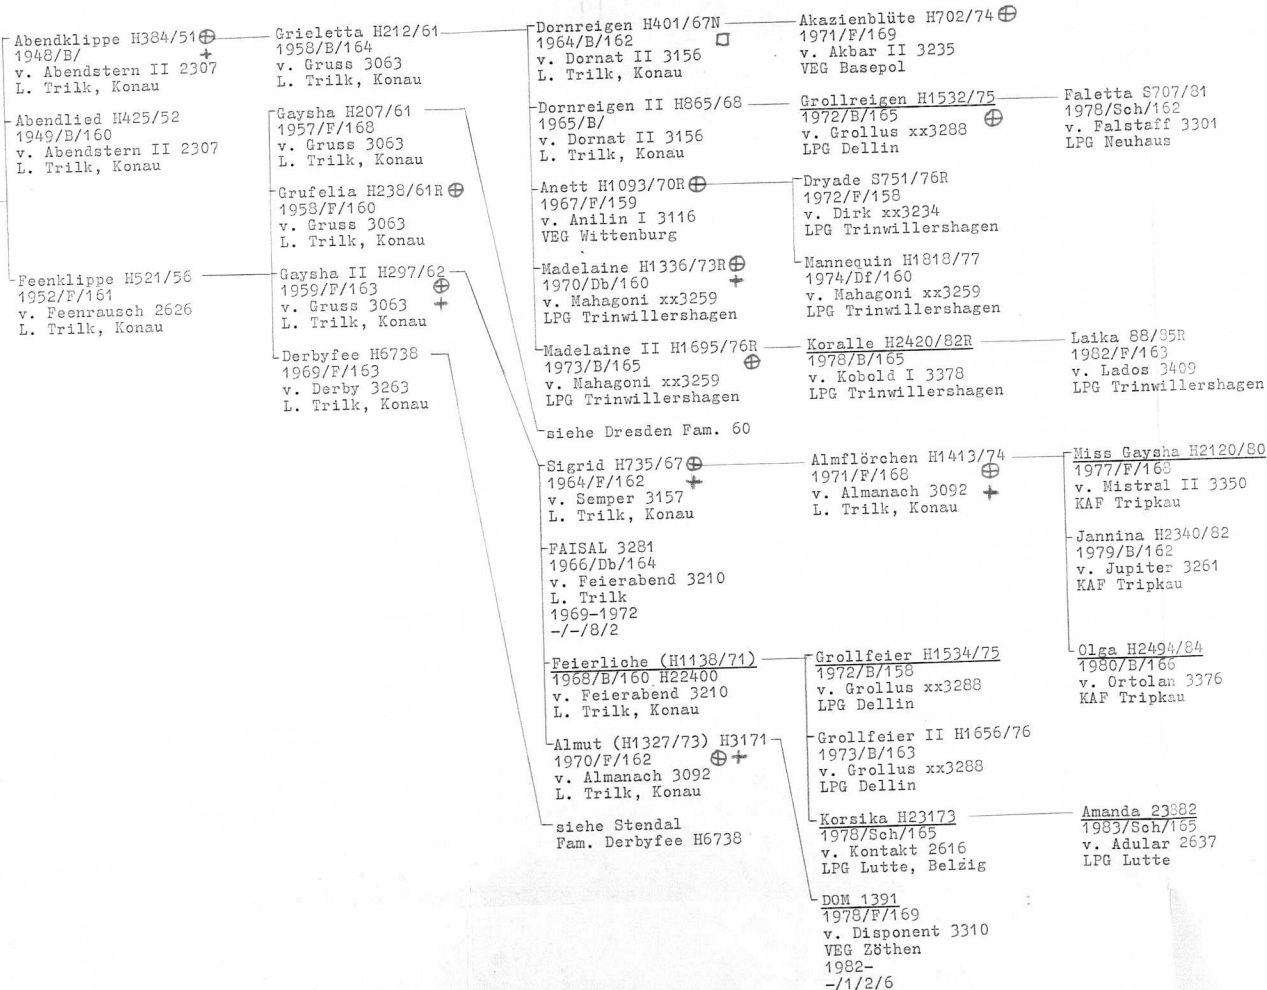 Abendklippe H384/51
1948/B/
v. Abendstern II 2307
L. Trilk, Konau
Abendlied H425/52
1949/B/160
v. Abendstern II 2307
L. Trilk, Konau
Feenklippe H521/56
1952/F/161
v. Feenrausch 2626
L. Trilk, Konau
Grieletta H212/61
1958/B/164
v. Gruss 3063
L. Trilk, Konau
Gaysha H207/61
1957/F/168
v. Gruss 3063
L. Trilk, Konau
Grufelia H238/61R
1958/F/160
v. Gruss 3063
L. Trilk, Konau
Gaysha II H297/62
1959/F/163
v. Gruss 3063
L. Trilk, Konau
Derbyfee H6738
1969/F/163
v. Derby 3263
L. Trilk, Konau
Dornreigen H401/67N
1964/B/162
v. Dornat II 3156
L. Trilk, Konau
Dornreigen II H865/68
1965/B/
v. Dornat II 3156
L. Trilk, Konau
Anett H1093/70R
1967/F/159
v. Anilin I 3116
VEG Wittenburg
Madelaine H1336/73R
1970/Db/160
v. Mahagoni xx3259
LPG Trinwillershagen
Madelaine II H1695/76R
1973/B/165
v. Mahagoni xx3259
LPG Trinwillershagen
siehe Dresden Fam. 60
Sigrid H735/67
1964/F/162
v. Semper 3157
L. Trilk, Konau
FAISAL 3281
1966/Db/164
v. Feierabend 3210
L. Trilk
1969-1972
-/-/8/2
Feierliche (H1138/71)
1968/B/160 H22400
v. Feierabend 3210
L. Trilk, Konau
Almut (H1327/73) H3171
1970/F/162
v. Almanach 3092
L. Trilk, Konau
siehe Stendal
Fam. Derbyfee H6738
Akazienblüte H702/74
1971/F/169
v. Akbar II 3235
VEG Basepol
Grollreigen H1532/75
1972/B/165
v. Grollus xx3288
LPG Dellin
Dryade S751/76R
1972/F/158
v. Dirk xx3234
LPG Trinwillershagen
Mannequin H1818/77
1974/Df/160
v. Mahagoni xx3259
LPG Trinwillershagen
Koralle H2420/82R
1978/B/165
v. Kobold I 3378
LPG Trinwillershagen
Almflörchen H1413/74
1971/F/168
v. Almanach 3092
L. Trilk, Konau
Grollfeier H1534/75
1972/B/158
v. Grollus xx3288
LPG Dellin
Grollfeier II H1656/76
1973/B/163
v. Grollus xx3288
LPG Dellin
Korsika H23173
1978/Sch/165
v. Kontakt 2616
LPG Lutte, Belzig
DOM 1391
1978/F/169
v. Disponent 3310
VEG Zöthen
1982-
-/1/2/6
Faletta S707/81
1978/Sch/162
v. Falstaff 3301
LPG Neuhaus
Laika 88/85R
1982/F/163
v. Lados 3409
LPG Trinwillershagen
Miss Gaysha H2120/80
1977/F/168
v. Mistral II 3350
KAF Tripkau
Jannina H2340/82
1979/B/162
v. Jupiter 3261
KAF Tripkau
Olga H2494/84
1980/B/166
v. Ortolan 3376
KAF Tripkau
Amanda 23882
1983/Sch/165
v. Adular 2637
LPG Lutte